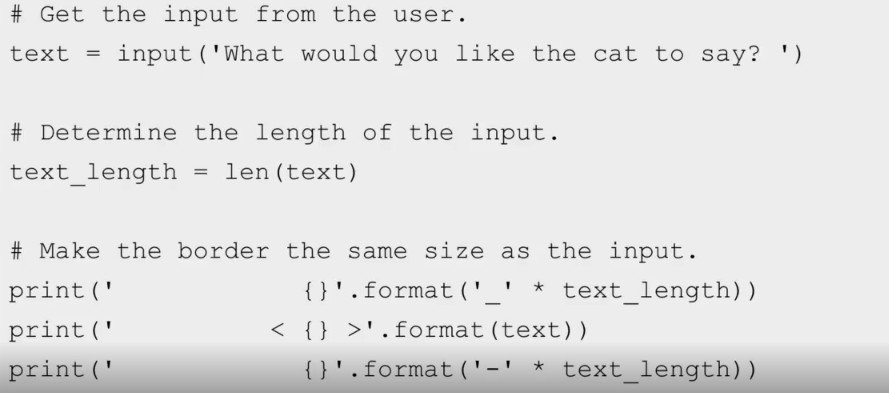 # Get the input from the user.
text = input('What would you like the cat to say? ')
# Determine the length of the input.
text_length = len(text)
# Make the border the same size as the input.
print('            {}'.format('_' * text_length))
print('          < {} >'.format(text))
print('            {}'.format('-' * text_length))